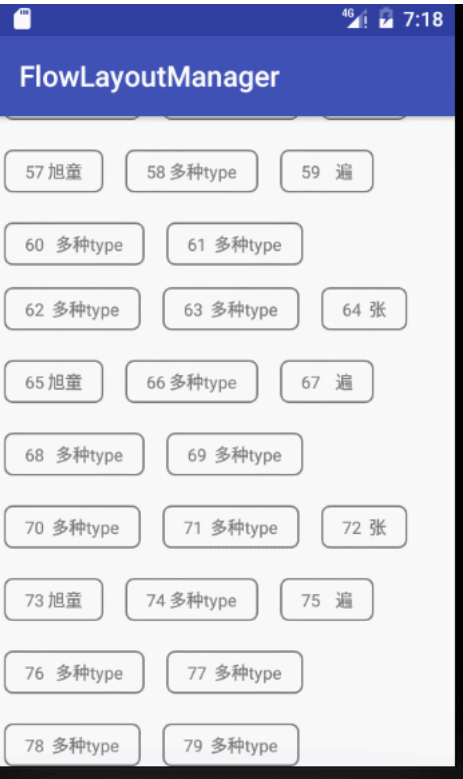 4G 7:18
FlowLayoutManager
57 旭童 58 多种type 59 遍
60 多种type 61 多种type
62 多种type 63 多种type 64 张
65 旭童 66 多种type 67 遍
68 多种type 69 多种type
70 多种type 71 多种type 72 张
73 旭童 74 多种type 75 遍
76 多种type 77 多种type
78 多种type 79 多种type